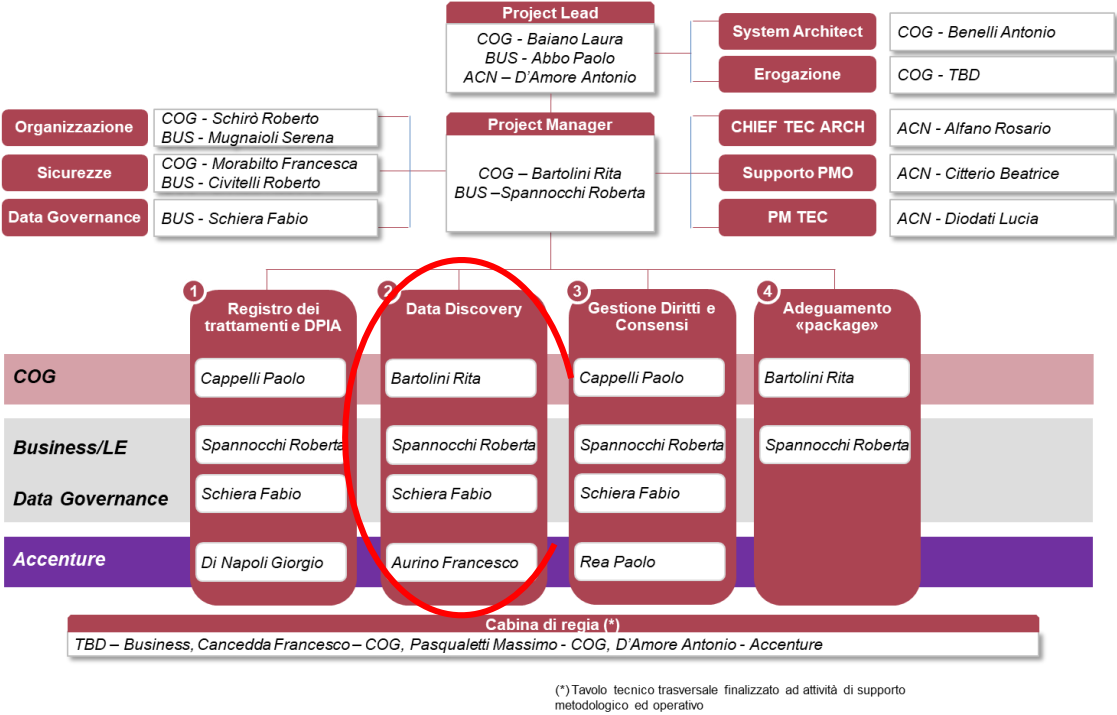 Project Lead
COG - Baiano Laura
BUS - Abbo Paolo
ACN – D'Amore Antonio
System Architect
COG - Benelli Antonio
Erogazione
COG - TBD
Organizzazione
COG - Schirò Roberto
BUS - Mugnaioli Serena
Sicurezze
COG - Morabilto Francesca
BUS - Civitelli Roberto
Data Governance
BUS - Schiera Fabio
Project Manager
COG – Bartolini Rita
BUS –Spannocchi Roberta
CHIEF TEC ARCH
ACN - Alfano Rosario
Supporto PMO
ACN - Citterio Beatrice
PM TEC
ACN - Diodati Lucia
1
Registro dei
trattamenti e DPIA
2
Data Discovery
3
Gestione Diritti e
Consensi
4
Adeguamento
«package»
COG
Cappelli Paolo
Bartolini Rita
Cappelli Paolo
Bartolini Rita
Business/LE
Spannocchi Roberta
Spannocchi Roberta
Spannocchi Roberta
Spannocchi Roberta
Data Governance
Schiera Fabio
Schiera Fabio
Schiera Fabio
Accenture
Di Napoli Giorgio
Aurino Francesco
Rea Paolo
Cabina di regia (*)
TBD – Business, Cancedda Francesco – COG, Pasqualetti Massimo - COG, D'Amore Antonio - Accenture
(*) Tavolo tecnico trasversale finalizzato ad attività di supporto
metodologico ed operativo